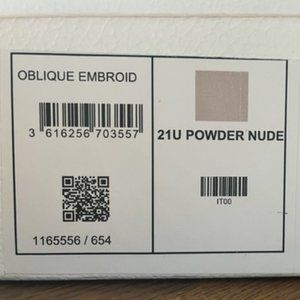 OBLIQUE EMBROID
3 616256 703557
1165556 / 654
21U POWDER NUDE
IT00